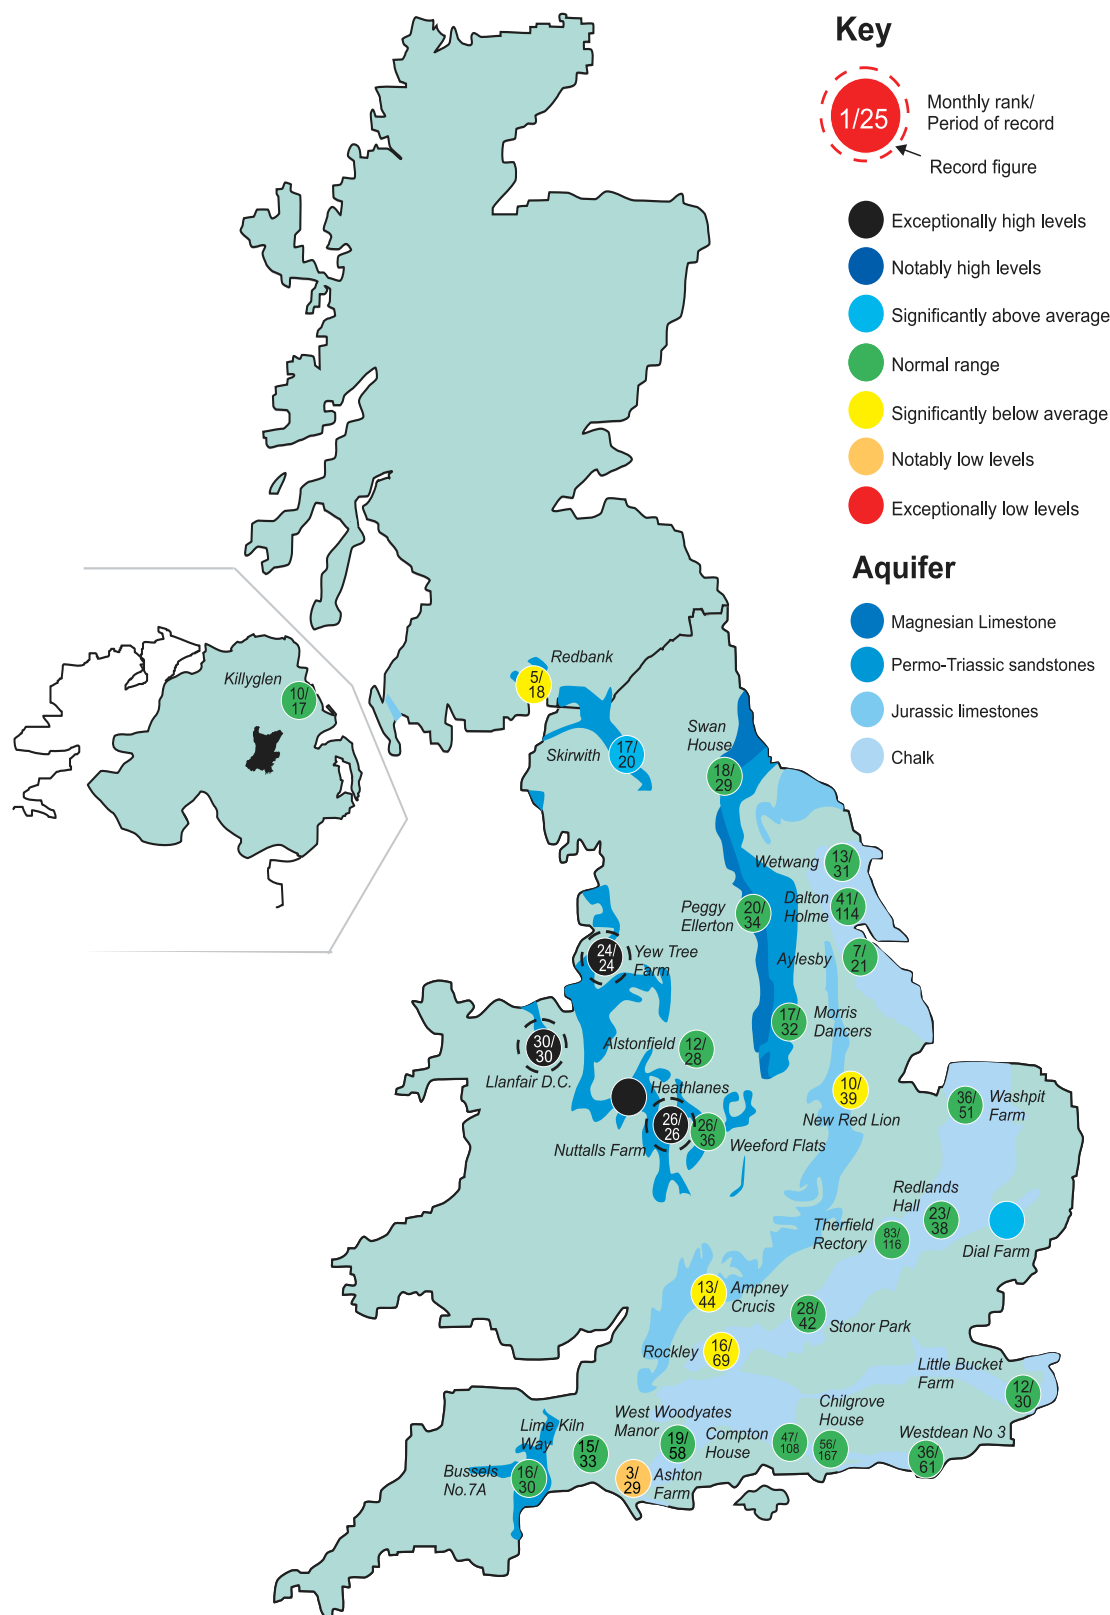 Key
1/25
Monthly rank/
Period of record
Record figure
Exceptionally high levels
Notably high levels
Significantly above average
Normal range
Significantly below average
Notably low levels
Exceptionally low levels
Aquifer
Magnesian Limestone
Permo-Triassic sandstones
Jurassic limestones
Chalk
Redbank
5/
18
Killyglen
10/
17
Skirwith
17/
20
Swan
House
18/
29
Wetwang
13/
31
Dalton
Holme
41/
114
Peggy
Ellerton
20/
34
Aylesby
7/
21
24/
24
Yew Tree
Farm
Morris
Dancers
17/
32
30/
30
Llanfair D.C.
Alstonfield
12/
28
Heathlanes
26/
26
Nuttalls Farm
26/
36
Weeford Flats
10/
39
New Red Lion
36/
51
Washpit
Farm
Redlands
Hall
23/
38
Therfield
Rectory
83/
116
Dial Farm
13/
44
Ampney
Crucis
28/
42
Stonor Park
Rockley
16/
69
Little Bucket
Farm
12/
30
Chilgrove
House
56/
167
West Woodyates
Manor
19/
58
Compton
House
47/
108
Westdean No 3
36/
61
Lime Kiln
Way
15/
33
Bussels
No.7A
16/
30
3/
29
Ashton
Farm